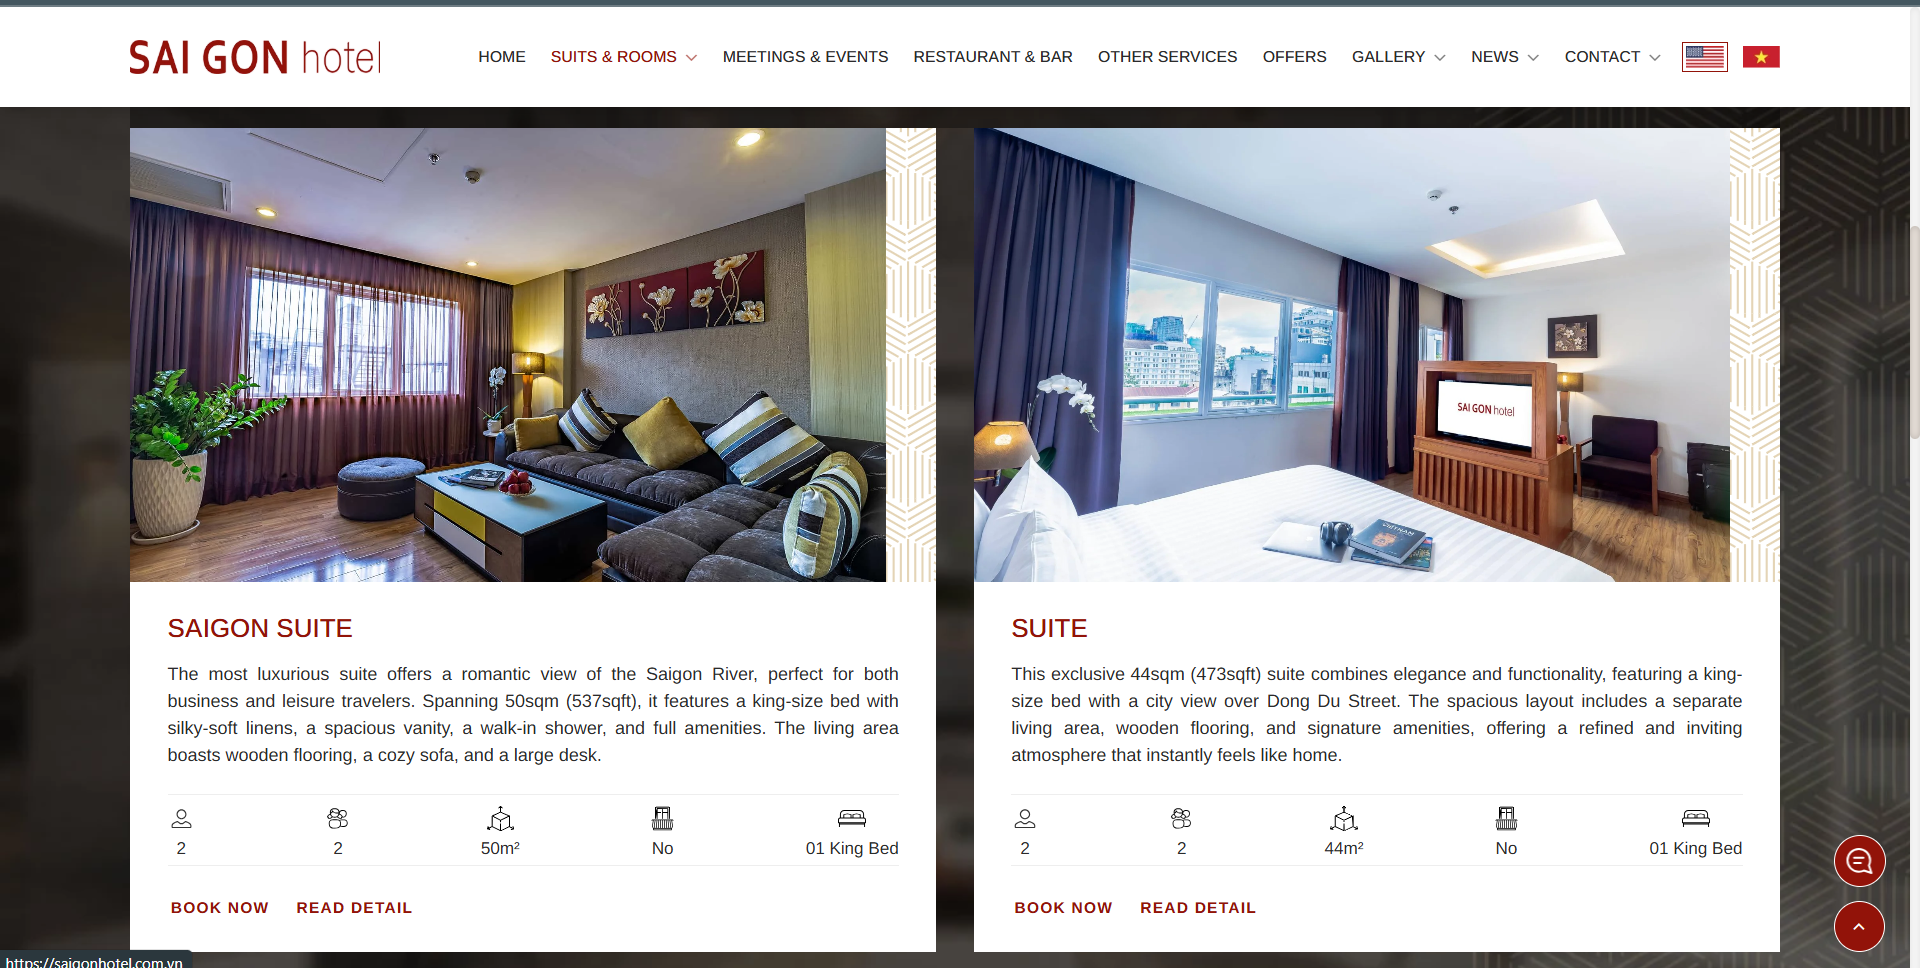 SAI GON hotel
HOME SUITS & ROOMS MEETINGS & EVENTS RESTAURANT & BAR OTHER SERVICES OFFERS GALLERY NEWS CONTACT
SAI GON hotel
VIETNAM
SAIGON SUITE
The most luxurious suite offers a romantic view of the Saigon River, perfect for both
business and leisure travelers. Spanning 50sqm (537sqft), it features a king-size bed with
silky-soft linens, a spacious vanity, a walk-in shower, and full amenities. The living area
boasts wooden flooring, a cozy sofa, and a large desk.
2 2 50m² No 01 King Bed
BOOK NOW READ DETAIL
SUITE
This exclusive 44sqm (473sqft) suite combines elegance and functionality, featuring a king-
size bed with a city view over Dong Du Street. The spacious layout includes a separate
living area, wooden flooring, and signature amenities, offering a refined and inviting
atmosphere that instantly feels like home.
2 2 44m² No 01 King Bed
BOOK NOW READ DETAIL
https://saigonhotel.com.vn